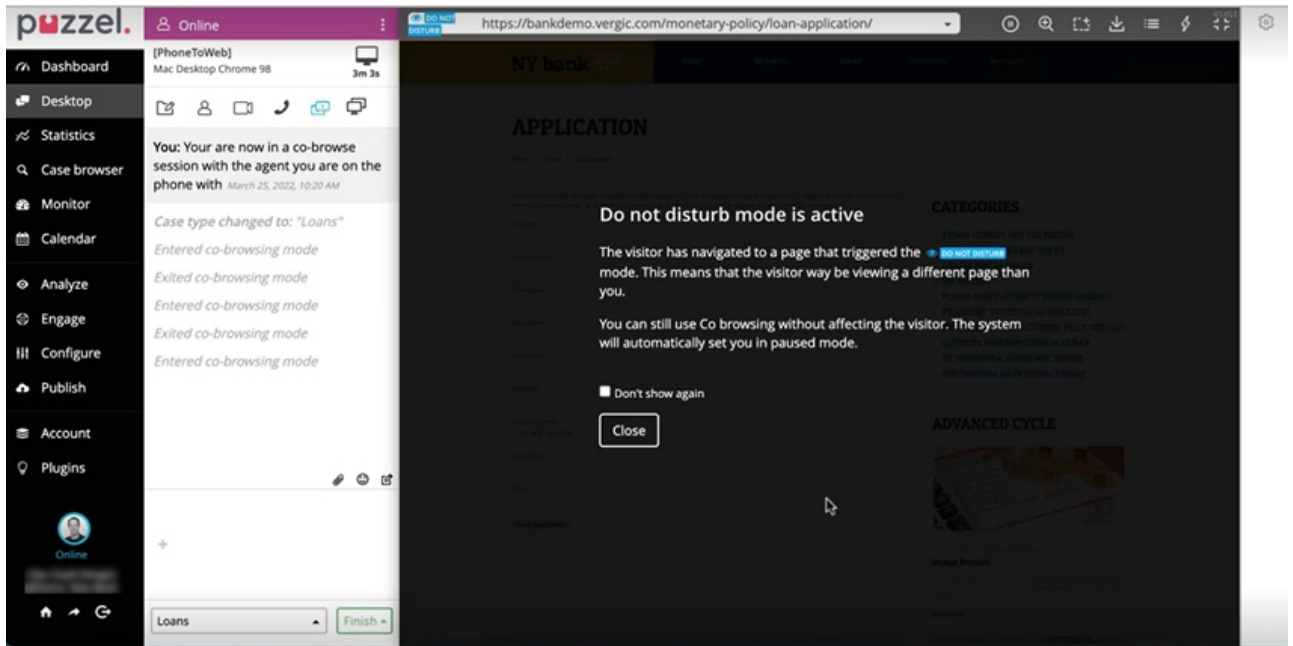 puzzel.
Dashboard
Desktop
Statistics
Case browser
Monitor
Calendar
Analyze
Engage
Configure
Publish
Account
Plugins
Online
Online
[PhoneToWeb]
Mac Desktop Chrome 98
3m 3s
You: Your are now in a co-browse
session with the agent you are on the
phone with March 25, 2022, 10:20 AM
Case type changed to: "Loans"
Entered co-browsing mode
Exited co-browsing mode
Entered co-browsing mode
Exited co-browsing mode
Entered co-browsing mode
Loans
Finish
DO NOT
DISTURB
https://bankdemo.vergic.com/monetary-policy/loan-application/
NY bank
APPLICATION
Do not disturb mode is active
The visitor has navigated to a page that triggered the DO NOT DISTURB
mode. This means that the visitor way be viewing a different page than
you.
You can still use Co browsing without affecting the visitor. The system
will automatically set you in paused mode.
Don't show again
Close
CATEGORIES
ADVANCED CYCLE